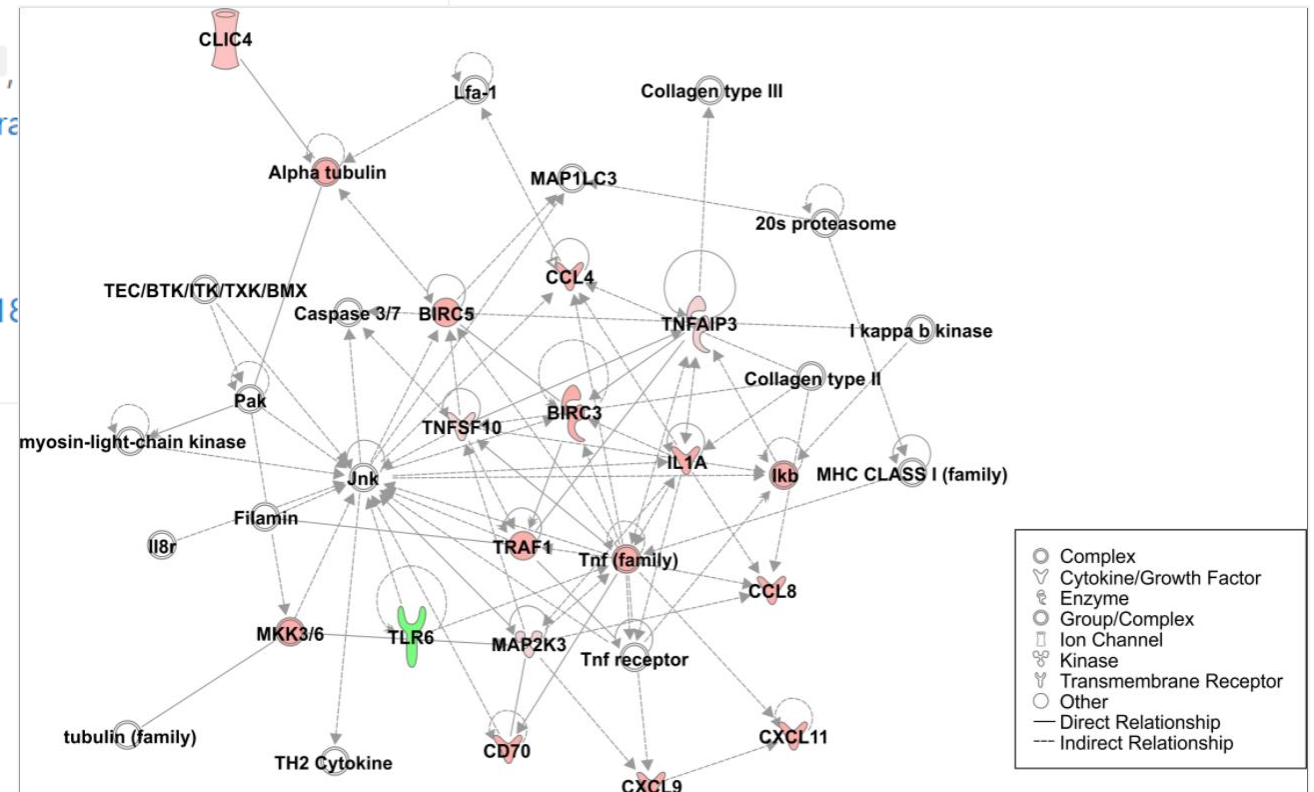 CLIC4
,
Lfa-1
Collagen type III
ra
Alpha tubulin
MAP1LC3
20s proteasome
CCL4
TEC/BTK/ITK/TXK/BMX
18
Caspase 3/7
BIRC5
TNFAIP3
I kappa b kinase
Collagen type II
Pak
TNFSF10
BIRC3
myosin-light-chain kinase
IL1A
Jnk
Ikb
MHC CLASS I (family)
Filamin
Il8r
TRAF1
Tnf (family)
CCL8
MKK3/6
TLR6
MAP2K3
Tnf receptor
tubulin (family)
TH2 Cytokine
CD70
CXCL11
CXCL9
Complex
Cytokine/Growth Factor
Enzyme
Group/Complex
Ion Channel
Kinase
Transmembrane Receptor
Other
Direct Relationship
Indirect Relationship